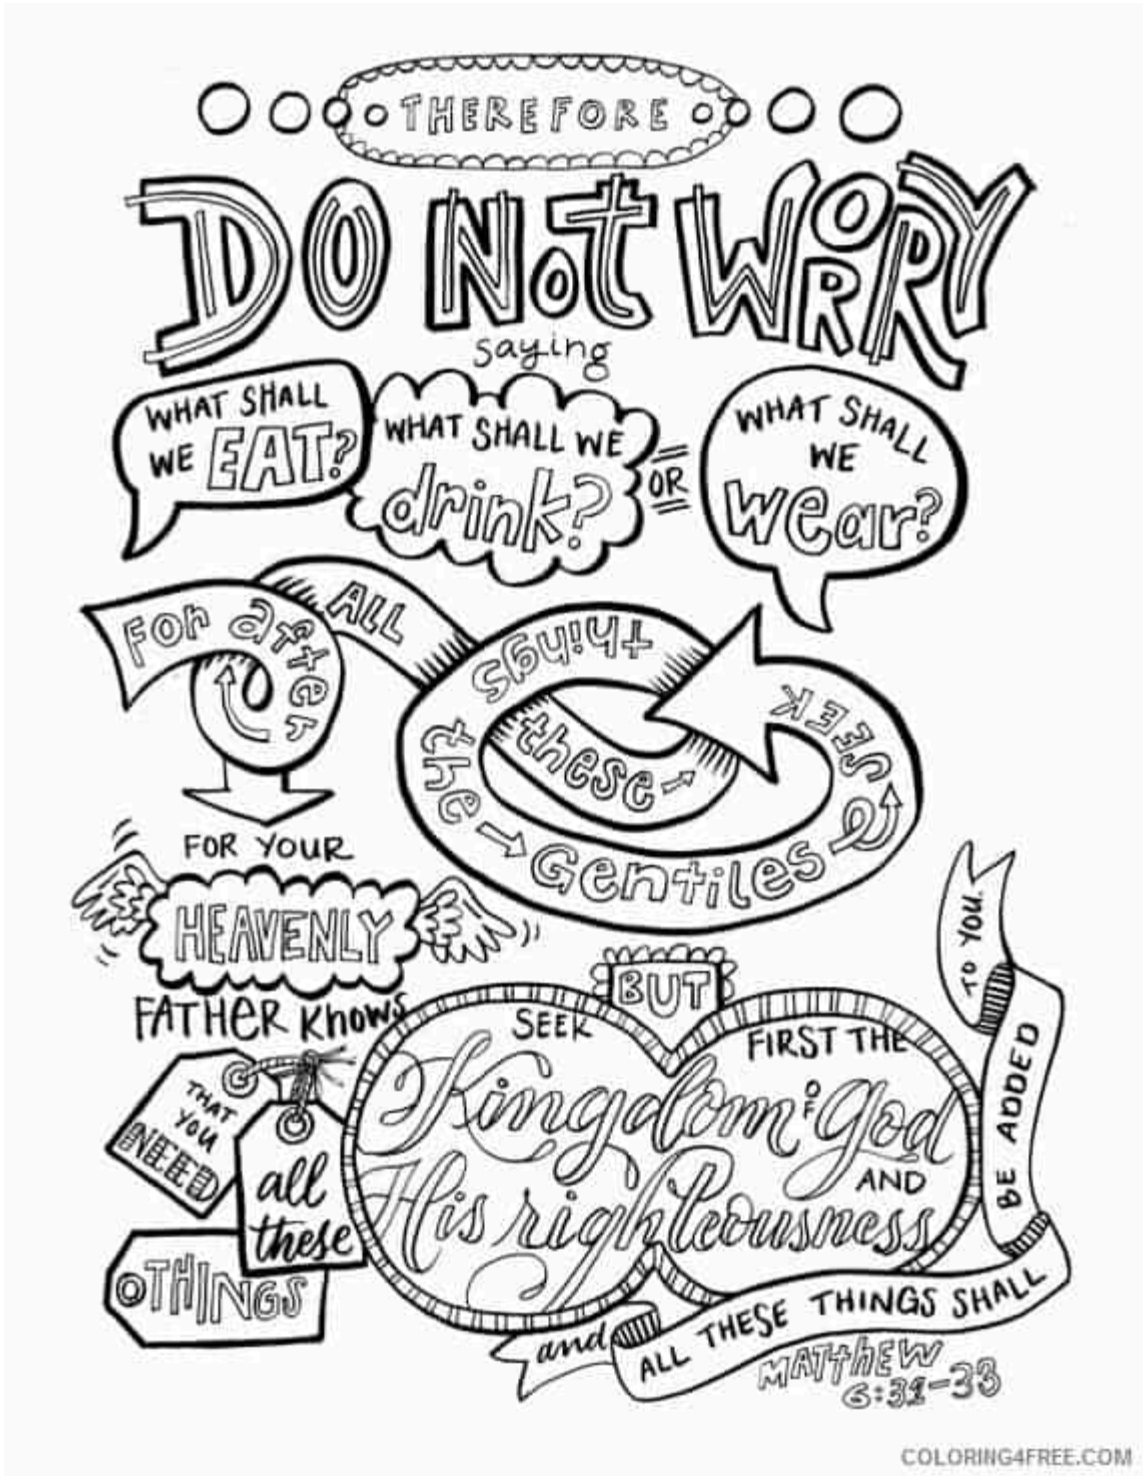 THEREFORE
DO Not WORRY
saying
WHAT SHALL
WE EAT?
WHAT SHALL WE
drink?
OR
WHAT SHALL
WE
wear?
For after
ALL
these
things
the
Gentiles
SEEK
FOR YOUR
HEAVENLY
FATHER Knows
THAT
YOU
NEED
all
these
THINGS
BUT
SEEK
FIRST THE
Kingdom OF God
AND
His righteousness
and
ALL THESE THINGS SHALL
BE ADDED
TO YOU.
MATTHEW
6:31-33
COLORING4FREE.COM